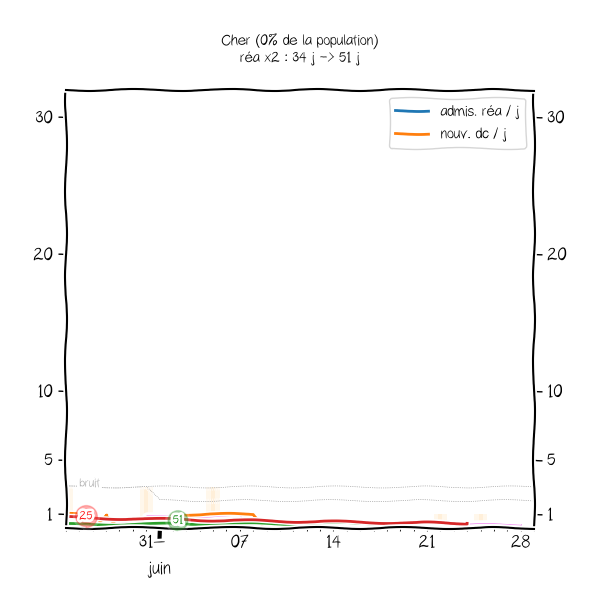 Cher (0% de la population)
réa x2 : 34 j -> 51 j
admis. réa / j
nouv. dc / j
30
30
20
20
10
10
5
5
bruit
1
25
51
1
31
07
14
21
28
juin